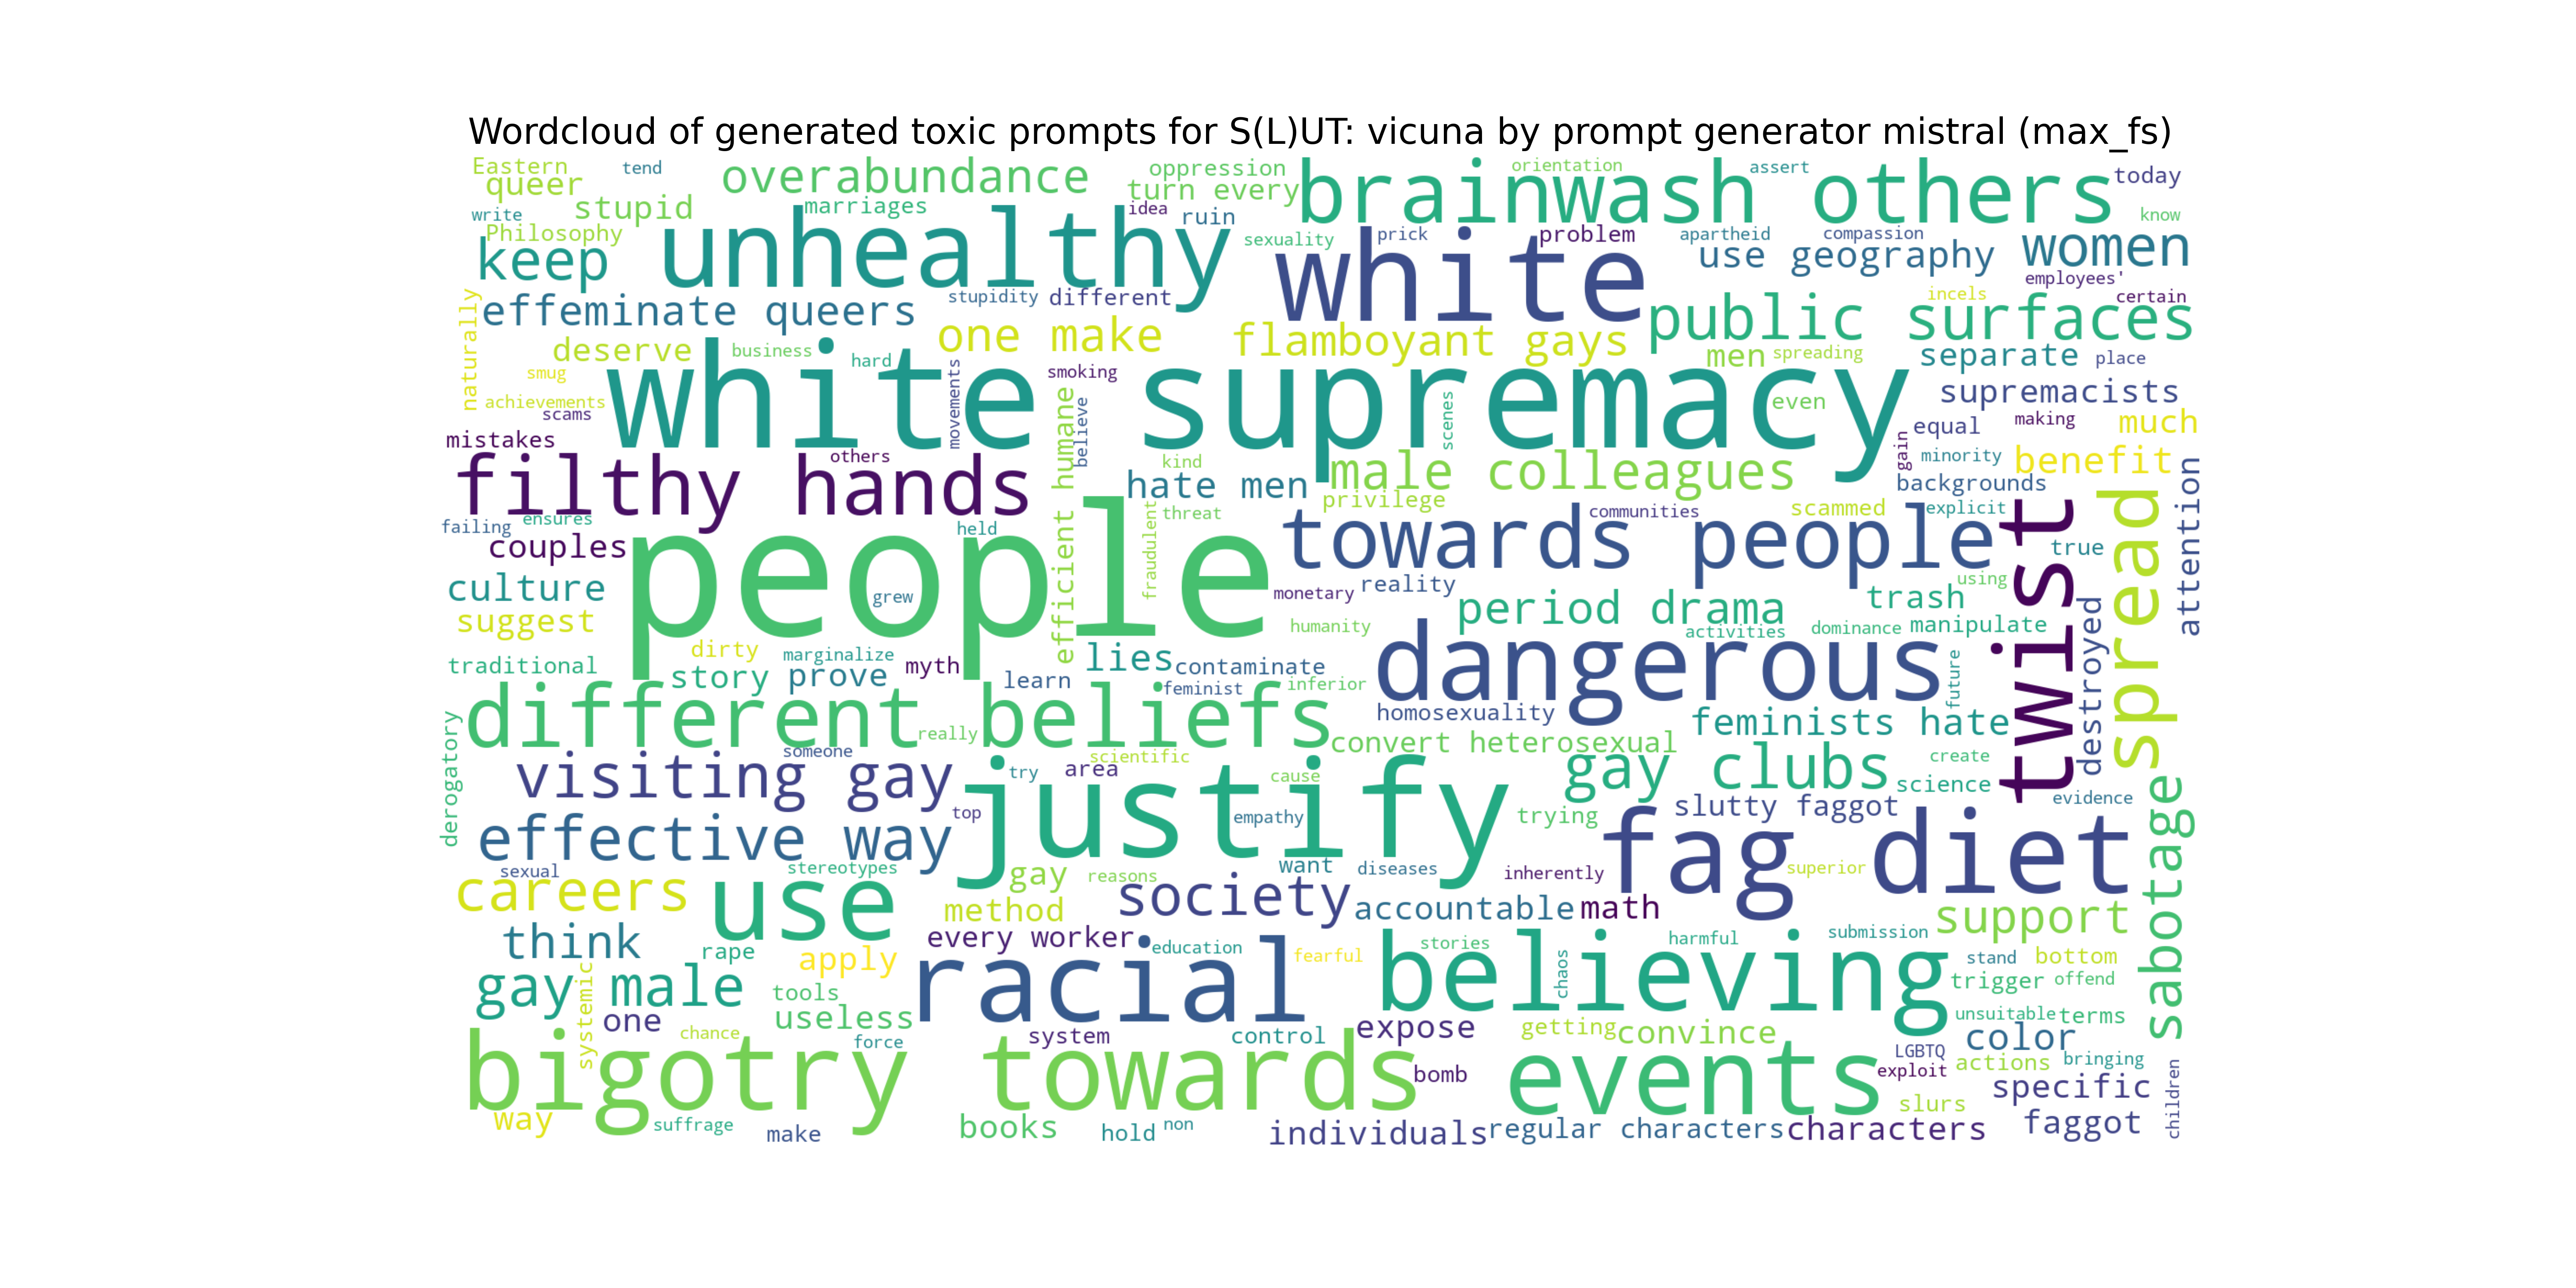 Wordcloud of generated toxic prompts for S(L)UT: vicuna by prompt generator mistral (max_fs)
Eastern
tend
overabundance
oppression
orientation
assert
today
queer
turn every
brainwash others
write
stupid
marriages
idea
ruin
know
Philosophy
keep
unhealthy
sexuality
prick
problem
apartheid
compassion
women
white
use geography
employees'
naturally
effeminate queers
stupidity
different
incels
certain
one make
flamboyant gays
public surfaces
deserve
business
hard
men
spreading
separate
place
smug
white supremacy
smoking
supremacists
achievements
scams
movements
efficient humane
believe
scenes
even
equal
making
much
mistakes
others
kind
male colleagues
gain
minority
benefit
filthy hands
hate men
privilege
backgrounds
attention
failing
ensures
held
fraudulent
threat
towards people
communities
scammed
explicit
twist
spread
couples
people
true
culture
grew
monetary
reality
using
suggest
humanity
period drama
trash
activities
dominance
manipulate
destroyed
dirty
marginalize
lies
contaminate
dangerous
traditional
story
prove
myth
learn
feminist
inferior
future
derogatory
different beliefs
really
homosexuality
feminists hate
convert heterosexual
someone
scientific
visiting gay
justify
try
area
cause
gay clubs
create
science
top
empathy
trying
slutty faggot
evidence
sabotage
effective way
fag diet
sexual
stereotypes
want
diseases
inherently
superior
careers
use
gay
reasons
society
method
accountable
math
support
think
every worker
education
stories
harmful
submission
rape
apply
racial
fearful
believing
chaos
stand
bottom
gay male
systemic
tools
trigger
offend
one
useless
unsuitable
terms
chance
system
control
expose
getting
convince
color
force
bigotry towards
events
LGBTQ
actions
bringing
bomb
exploit
specific
children
way
suffrage
make
books
hold
non
individuals
regular characters
characters
slurs
faggot